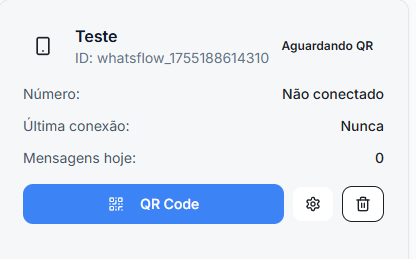 Teste
Aguardando QR
ID: whatsflow_1755188614310
Número: Não conectado
Última conexão: Nunca
Mensagens hoje: 0
QR Code